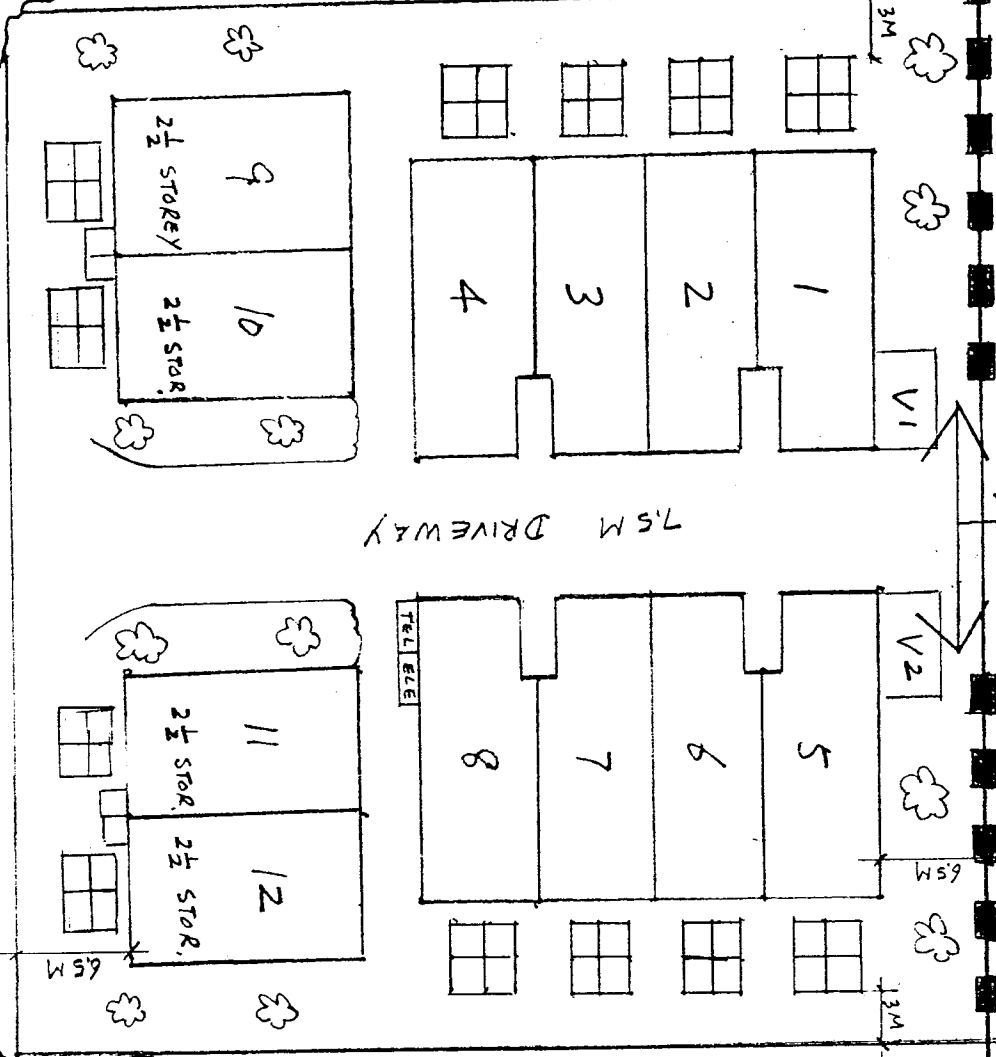 3M
9
2½ STOREY
10
2½ STOR.
4
3
2
1
V1
7.5 M DRIVEWAY
TEL ELE
V2
11
2½ STOR.
12
2½ STOR.
8
7
6
5
6.5M
6.5M
3M